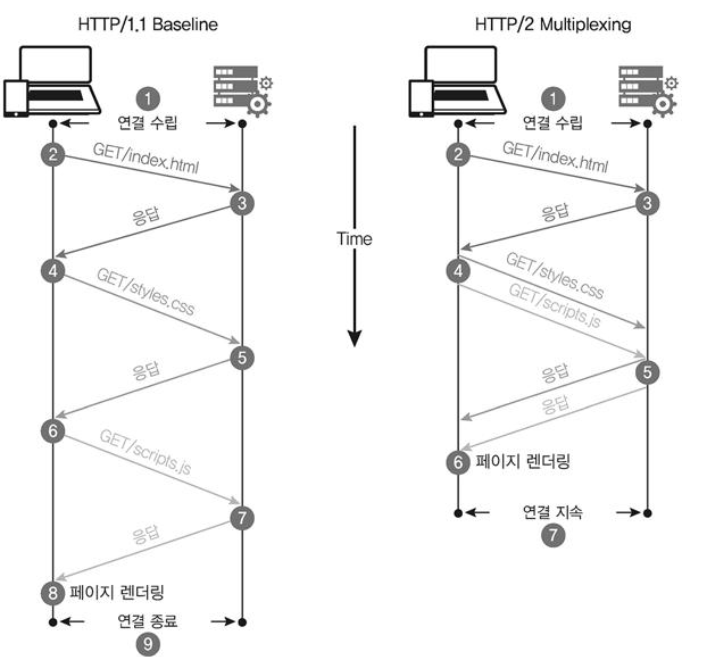 HTTP/1.1 Baseline
1
연결 수립
2
GET/index.html
3
응답
4
GET/styles.css
5
응답
6
GET/scripts.js
7
응답
8 페이지 렌더링
연결 종료
9
Time
HTTP/2 Multiplexing
1
연결 수립
2
GET/index.html
3
응답
4
GET/styles.css
GET/scripts.js
5
응답
응답
6 페이지 렌더링
연결 지속
7